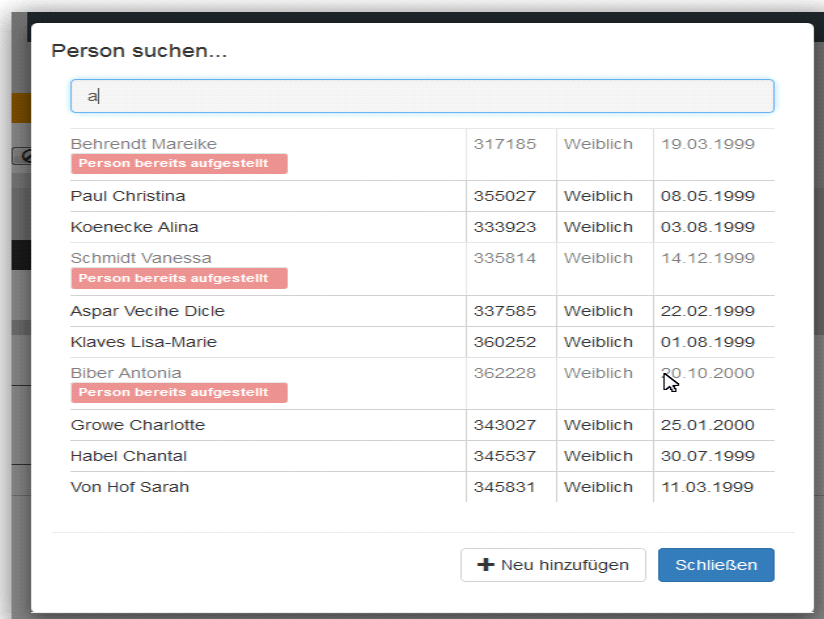 Person suchen...
a
Behrendt Mareike 317185 Weiblich 19.03.1999
Person bereits aufgestellt
Paul Christina 355027 Weiblich 08.05.1999
Koenecke Alina 333923 Weiblich 03.08.1999
Schmidt Vanessa 335814 Weiblich 14.12.1999
Person bereits aufgestellt
Aspar Vecihe Dicle 337585 Weiblich 22.02.1999
Klaves Lisa-Marie 360252 Weiblich 01.08.1999
Biber Antonia 362228 Weiblich 20.10.2000
Person bereits aufgestellt
Growe Charlotte 343027 Weiblich 25.01.2000
Habel Chantal 345537 Weiblich 30.07.1999
Von Hof Sarah 345831 Weiblich 11.03.1999
Neu hinzufügen Schließen